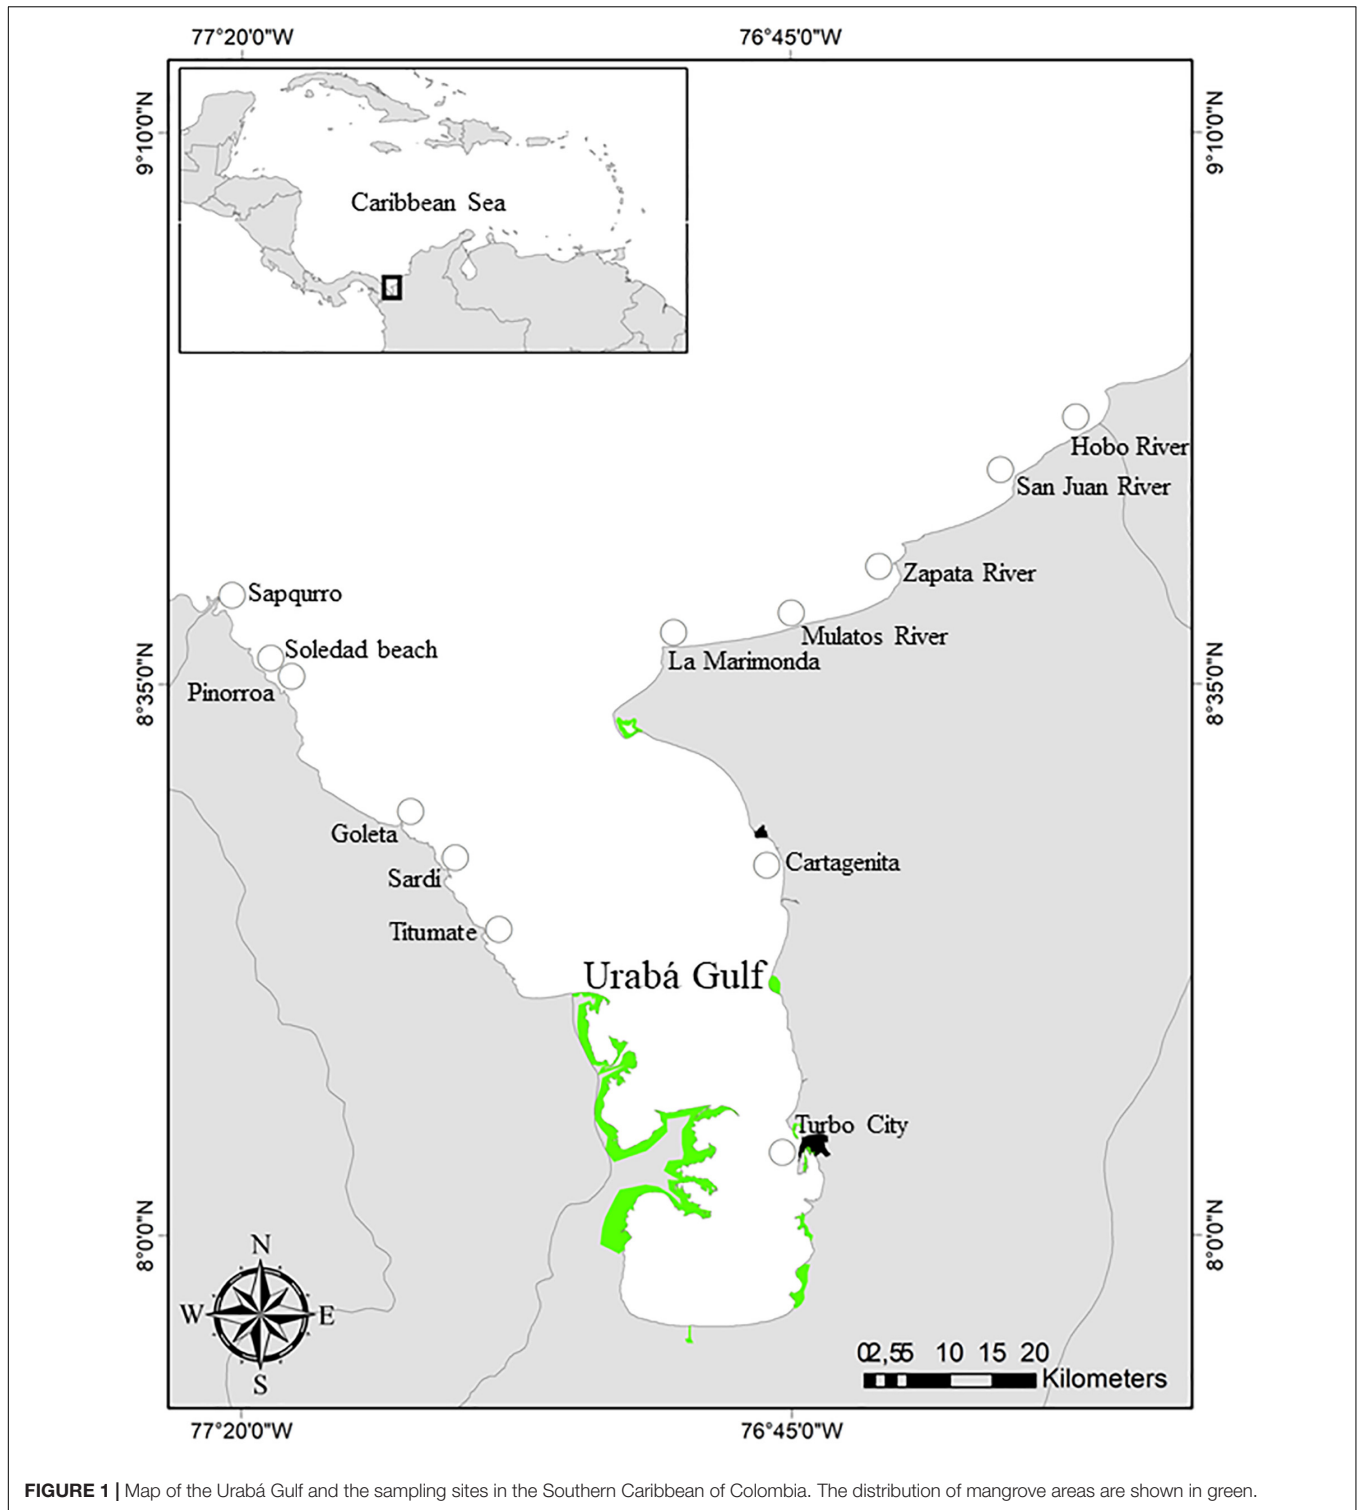 77°20'0"W 76°45'0"W
9°10'0"N 9°10'0"N
Caribbean Sea
Hobo River
San Juan River
Zapata River
Sapqurro
Mulatos River
Soledad beach
La Marimonda
Pinorroa
8°35'0"N 8°35'0"N
Goleta
Cartagenita
Sardi
Titumate
Urabá Gulf
Turbo City
8°0'0"N 8°0'0"N
N
W E
S
0 2,5 5 10 15 20
Kilometers
77°20'0"W 76°45'0"W
FIGURE 1 | Map of the Urabá Gulf and the sampling sites in the Southern Caribbean of Colombia. The distribution of mangrove areas are shown in green.